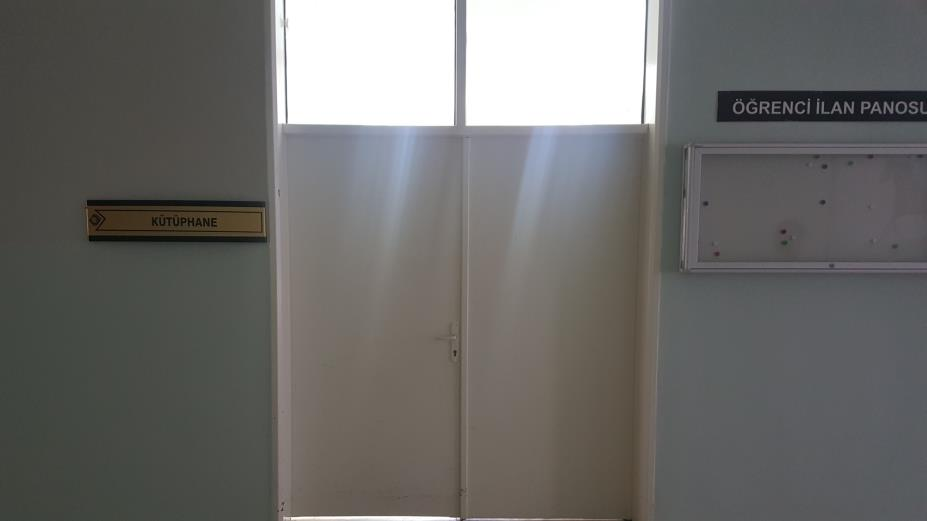 KÜTÜPHANE
ÖĞRENCİ İLAN PANOSU